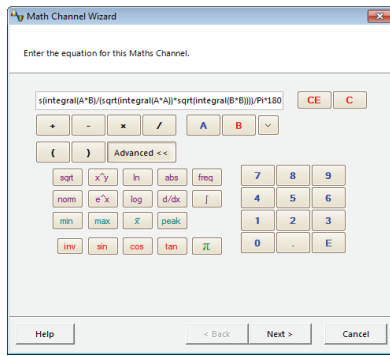 Math Channel Wizard
Enter the equation for this Maths Channel.
s(integral(A*B)/(sqrt(integral(A*A))*sqrt(integral(B*B))))/Pi*180 CE C
+ - × / A B
( ) Advanced <<
sqrt x^y ln abs freq 7 8 9
norm e^x log d/dx ∫ 4 5 6
min max x̄ peak 1 2 3
inv sin cos tan π 0 . E
Help < Back Next > Cancel